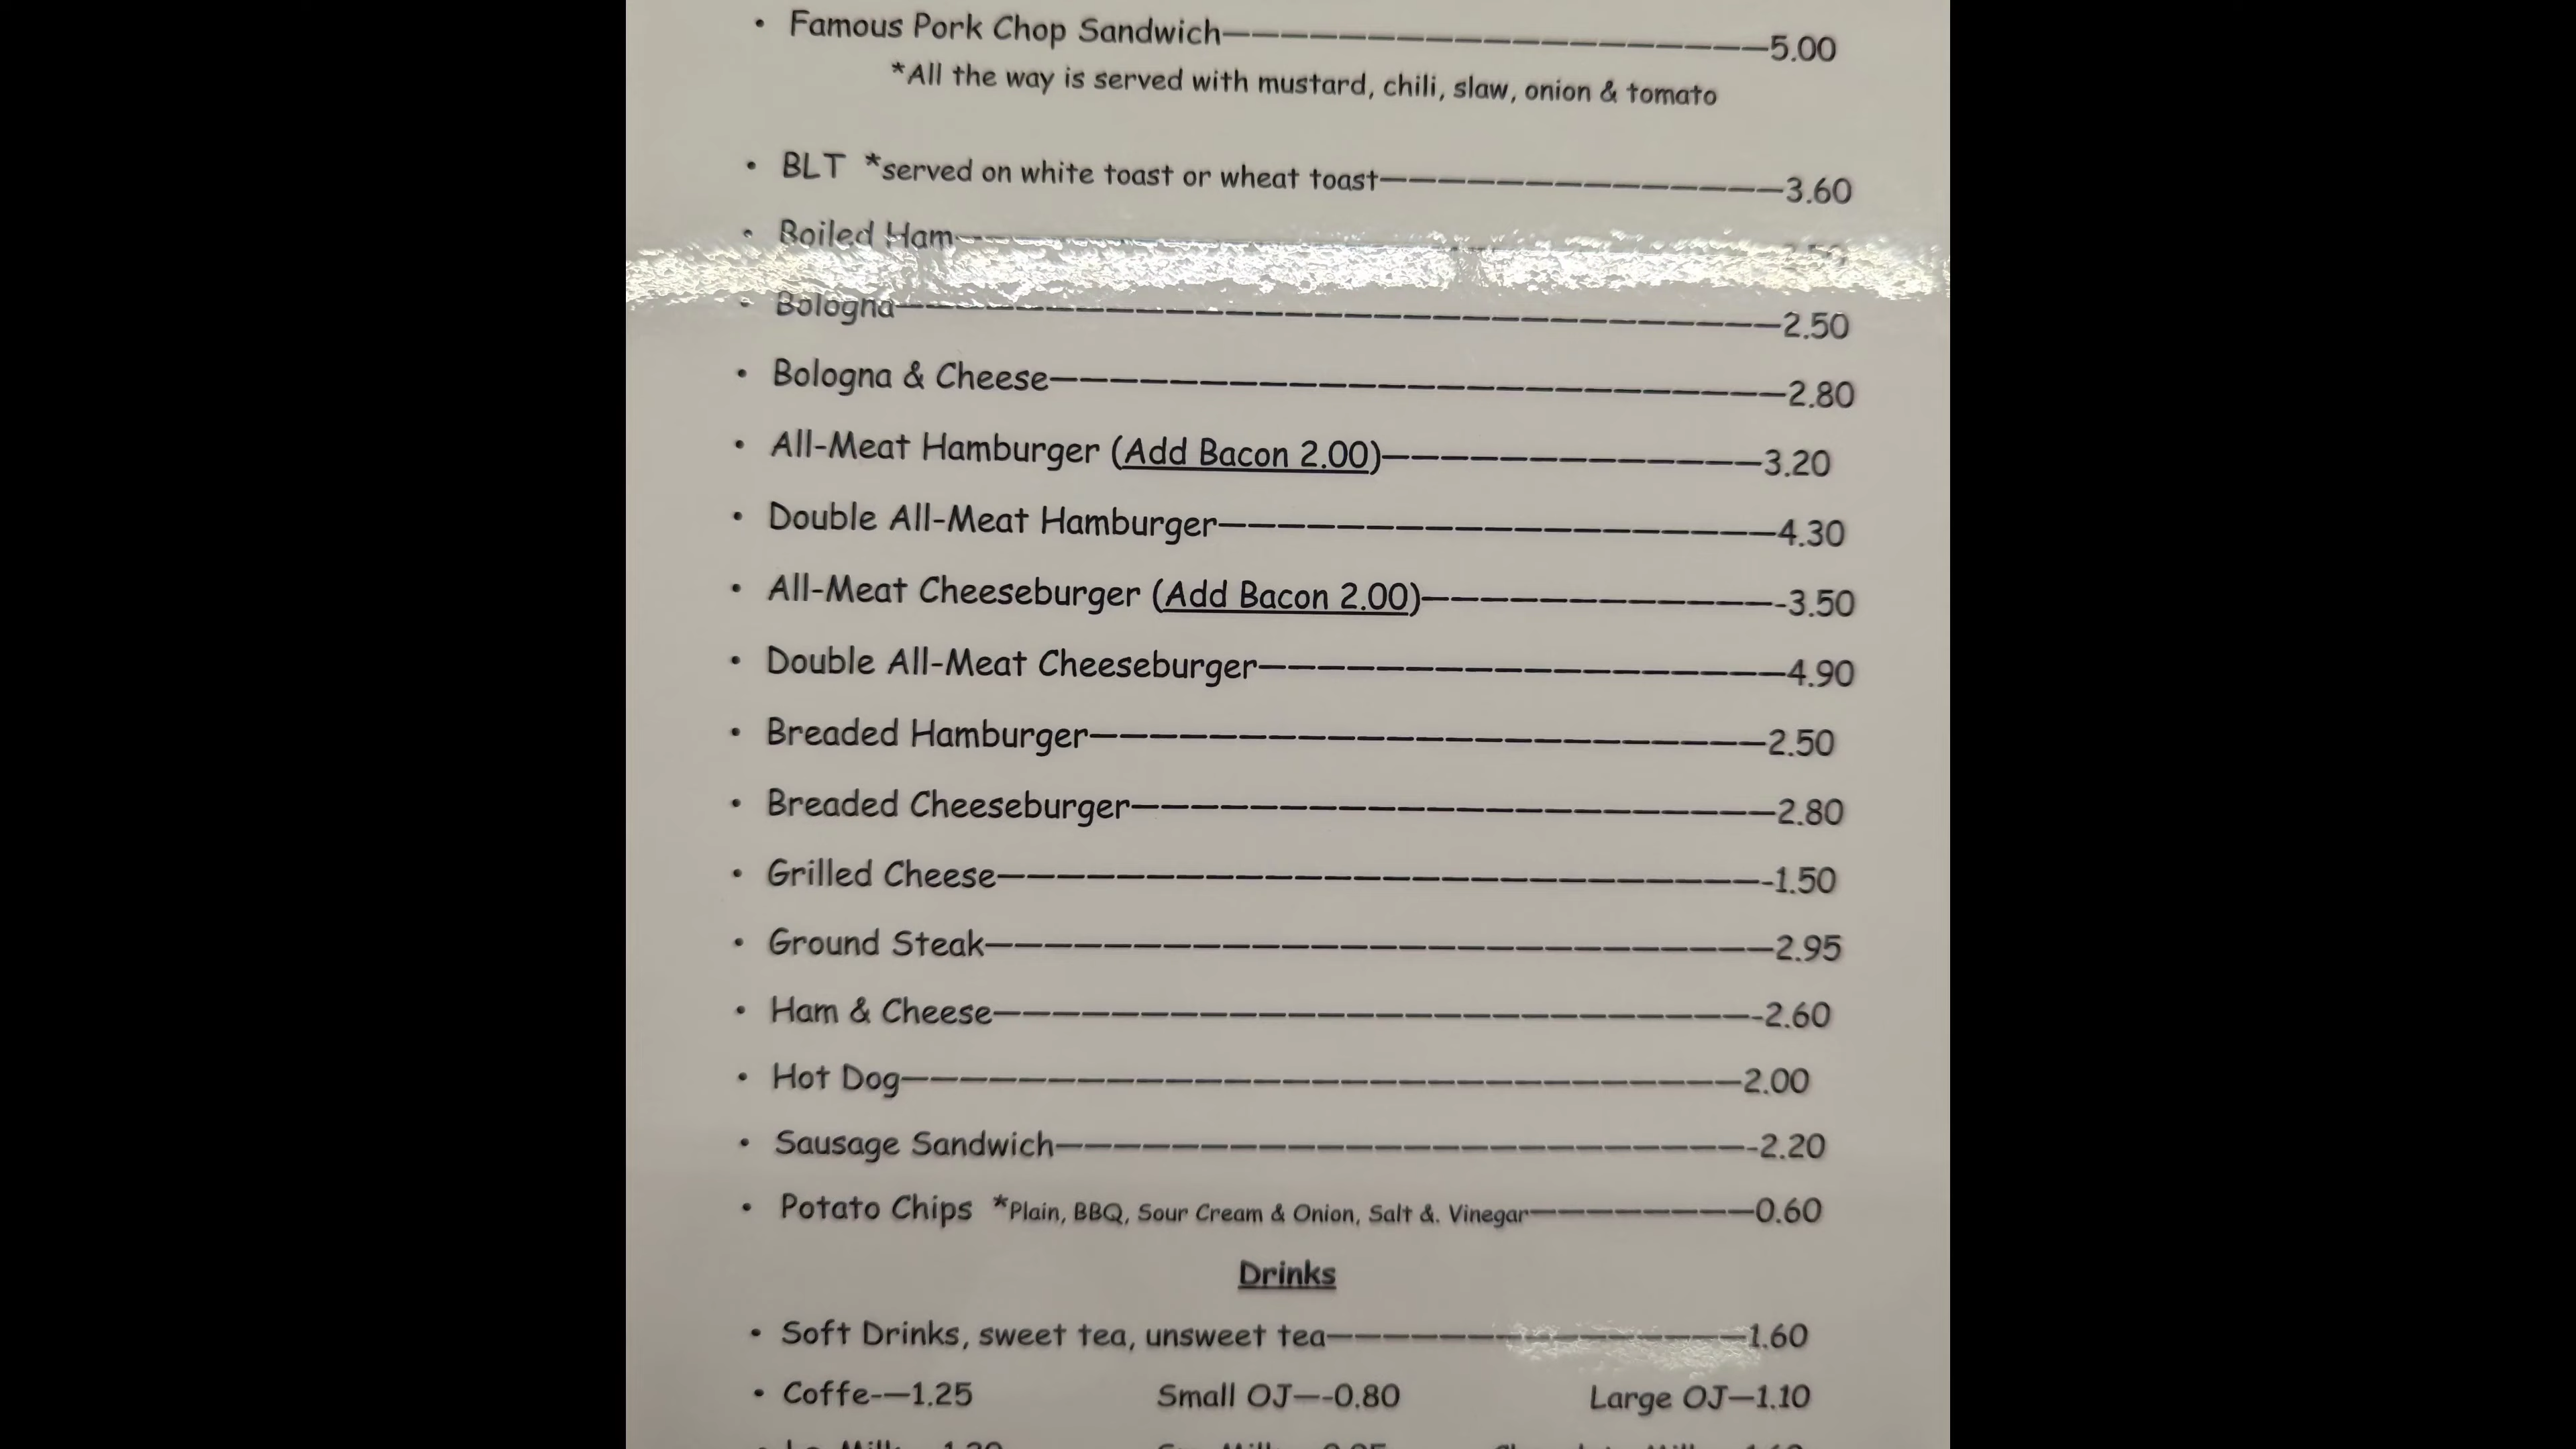 • Famous Pork Chop Sandwich——————————————————5.00
*All the way is served with mustard, chili, slaw, onion & tomato
• BLT *served on white toast or wheat toast—————————————3.60
• Boiled Ham
• Bologna——————————————————————————————2.50
• Bologna & Cheese————————————————————————2.80
• All-Meat Hamburger (Add Bacon 2.00)————————————3.20
• Double All-Meat Hamburger——————————————————4.30
• All-Meat Cheeseburger (Add Bacon 2.00)————————————-3.50
• Double All-Meat Cheeseburger—————————————————4.90
• Breaded Hamburger——————————————————————2.50
• Breaded Cheeseburger—————————————————————2.80
• Grilled Cheese—————————————————————————-1.50
• Ground Steak——————————————————————————2.95
• Ham & Cheese—————————————————————————-2.60
• Hot Dog————————————————————————————2.00
• Sausage Sandwich———————————————————————-2.20
• Potato Chips *Plain, BBQ, Sour Cream & Onion, Salt &. Vinegar———————0.60
Drinks
• Soft Drinks, sweet tea, unsweet tea——————————————1.60
• Coffe-—1.25 Small OJ—-0.80 Large OJ—1.10